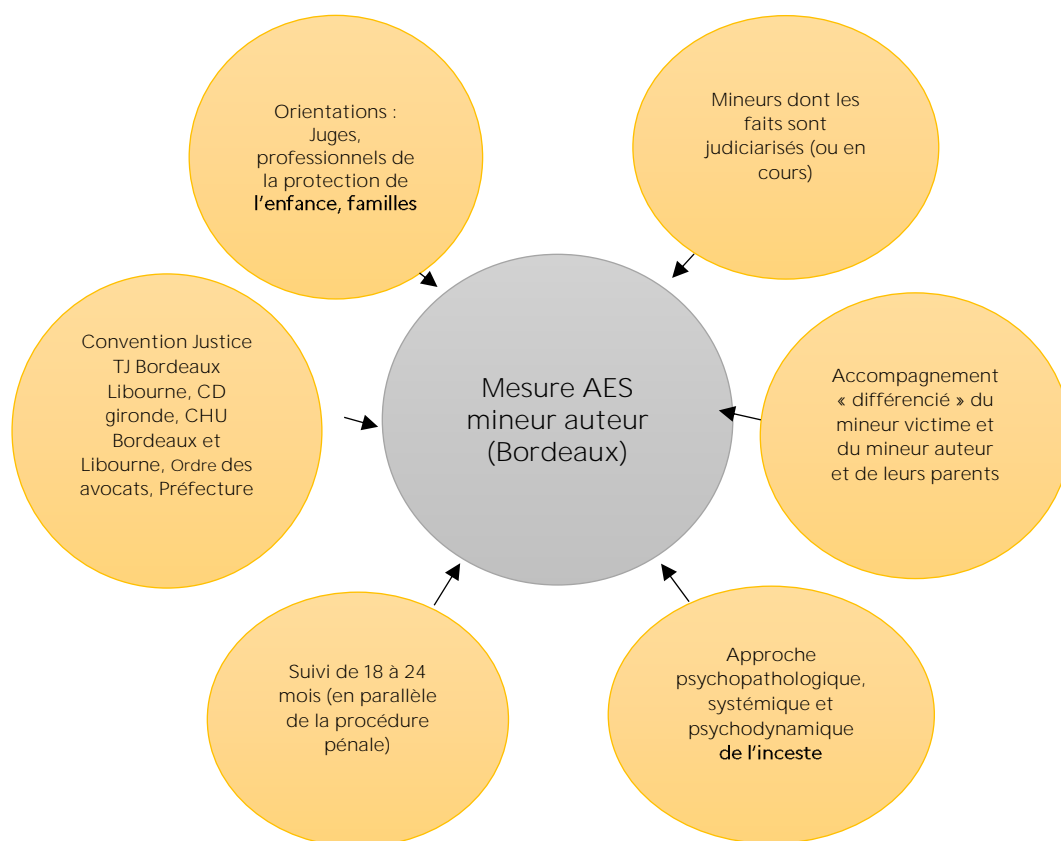 Orientations :
Juges,
professionnels de
la protection de
l’enfance, familles
Mineurs dont les
faits sont
judiciarisés (ou en
cours)
Convention Justice
TJ Bordeaux
Libourne, CD
gironde, CHU
Bordeaux et
Libourne, Ordre des
avocats, Préfecture
Mesure AES
mineur auteur
(Bordeaux)
Accompagnement
« différencié » du
mineur victime et
du mineur auteur
et de leurs parents
Suivi de 18 à 24
mois (en parallèle
de la procédure
pénale)
Approche
psychopathologique,
systémique et
psychodynamique
de l’inceste